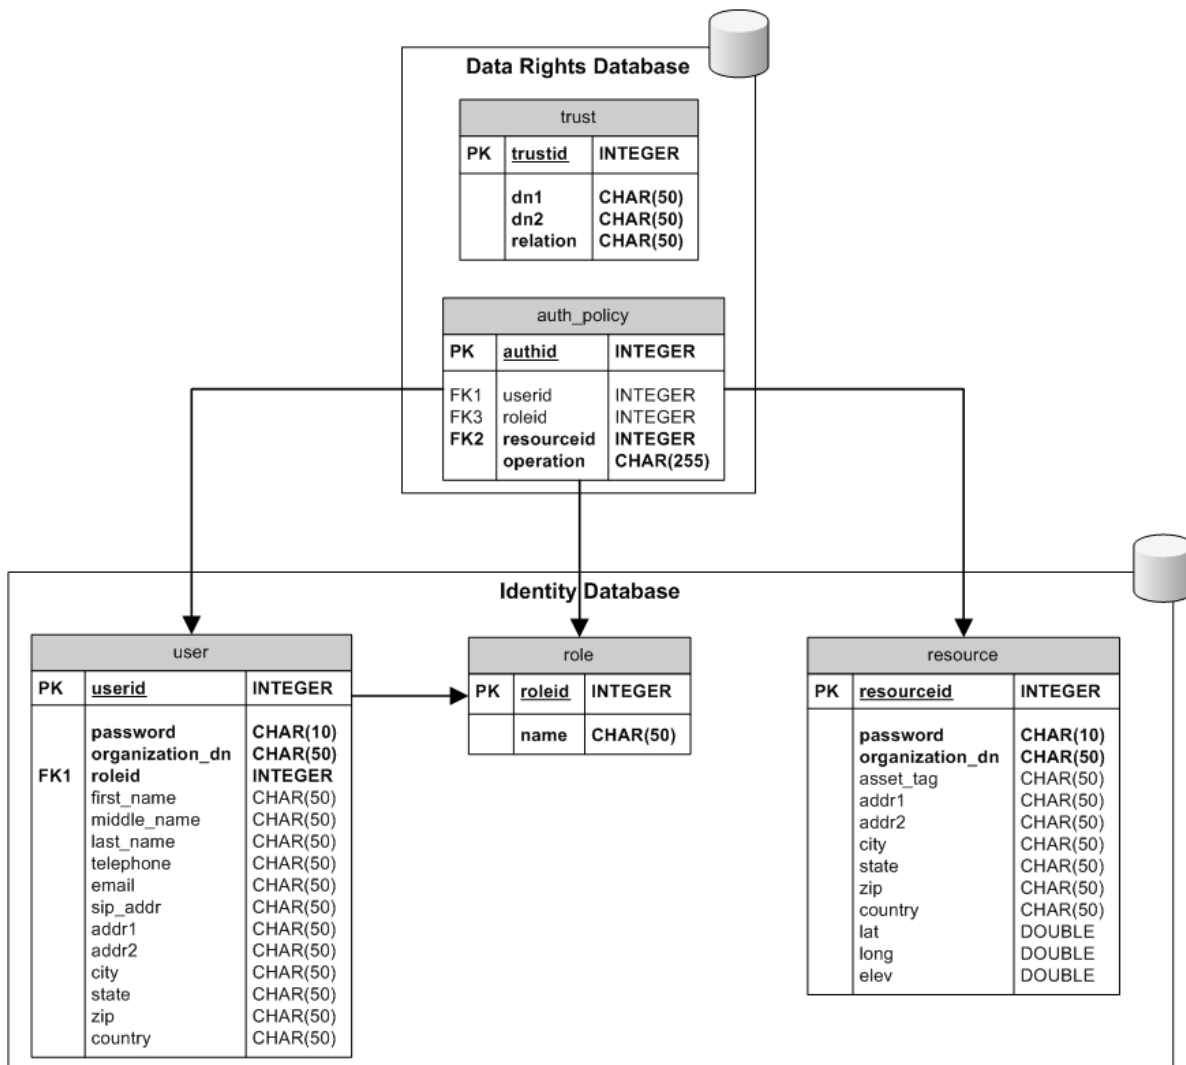 Data Rights Database
trust
PK trustid INTEGER
dn1 CHAR(50)
dn2 CHAR(50)
relation CHAR(50)
auth_policy
PK authid INTEGER
FK1 userid INTEGER
FK3 roleid INTEGER
FK2 resourceid INTEGER
operation CHAR(255)
Identity Database
user
PK userid INTEGER
password CHAR(10)
organization_dn CHAR(50)
FK1 roleid INTEGER
first_name CHAR(50)
middle_name CHAR(50)
last_name CHAR(50)
telephone CHAR(50)
email CHAR(50)
sip_addr CHAR(50)
addr1 CHAR(50)
addr2 CHAR(50)
city CHAR(50)
state CHAR(50)
zip CHAR(50)
country CHAR(50)
role
PK roleid INTEGER
name CHAR(50)
resource
PK resourceid INTEGER
password CHAR(10)
organization_dn CHAR(50)
asset_tag CHAR(50)
addr1 CHAR(50)
addr2 CHAR(50)
city CHAR(50)
state CHAR(50)
zip CHAR(50)
country CHAR(50)
lat DOUBLE
long DOUBLE
elev DOUBLE